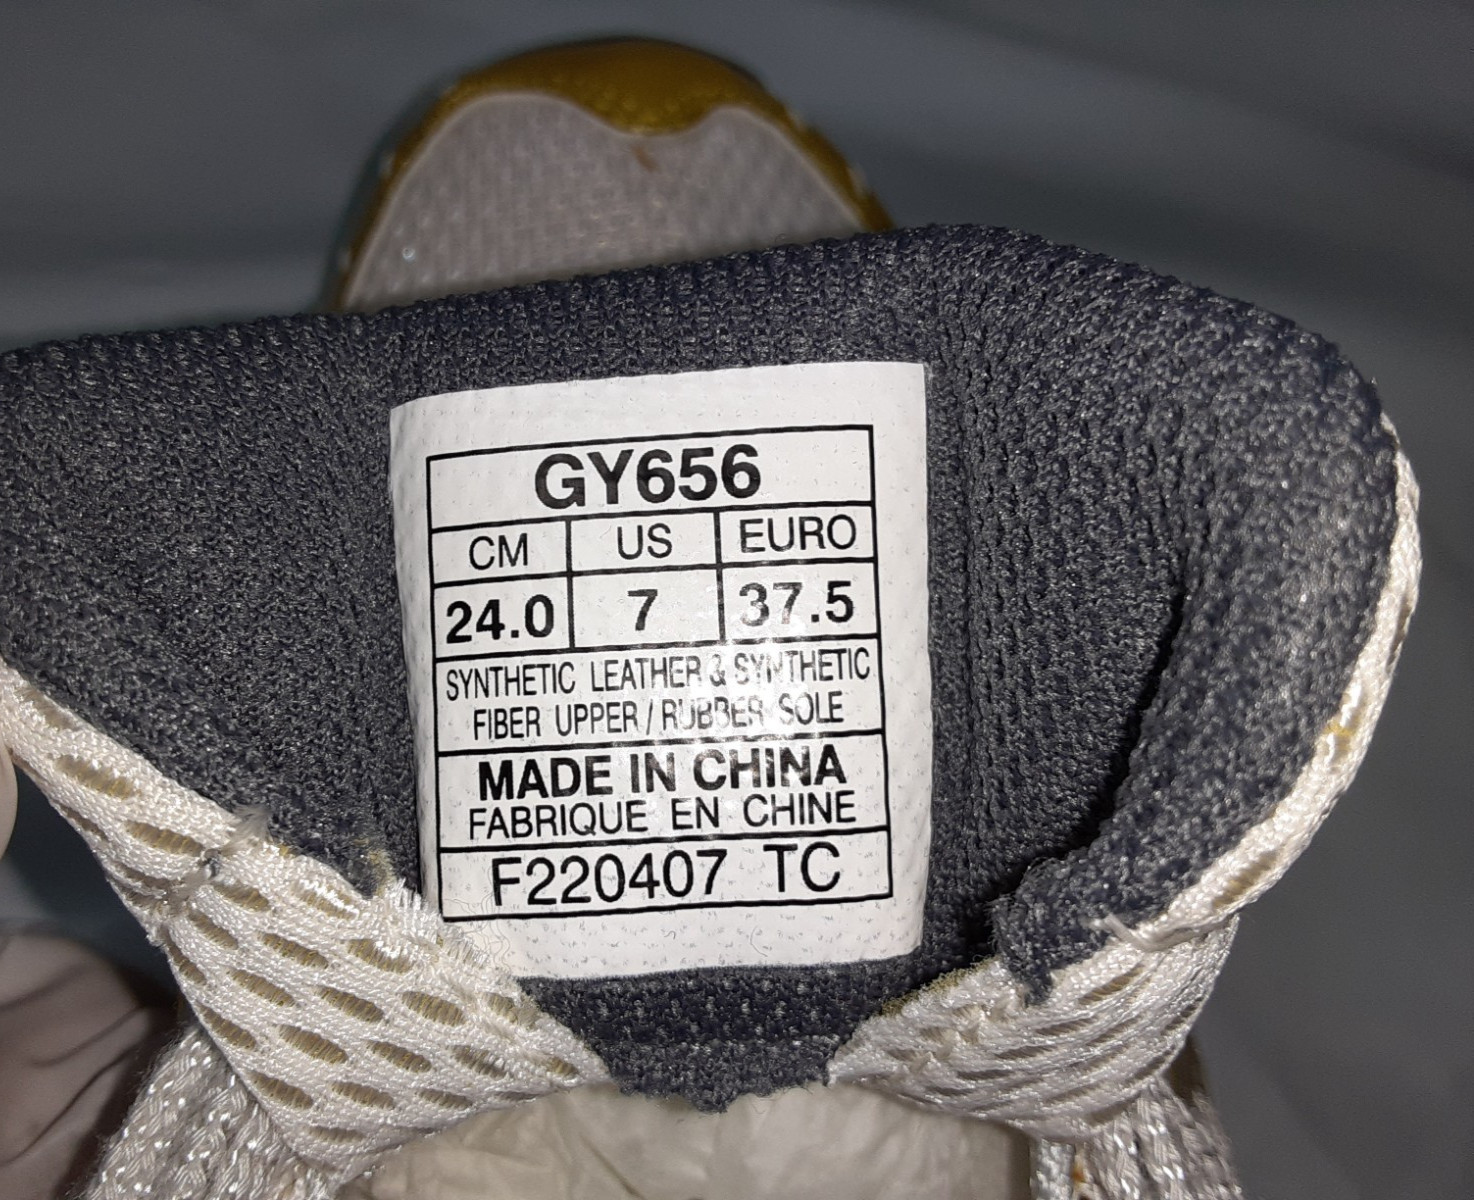 GY656
CM US EURO
24.0 7 37.5
SYNTHETIC LEATHER & SYNTHETIC
FIBER UPPER / RUBBER SOLE
MADE IN CHINA
FABRIQUE EN CHINE
F220407 TC